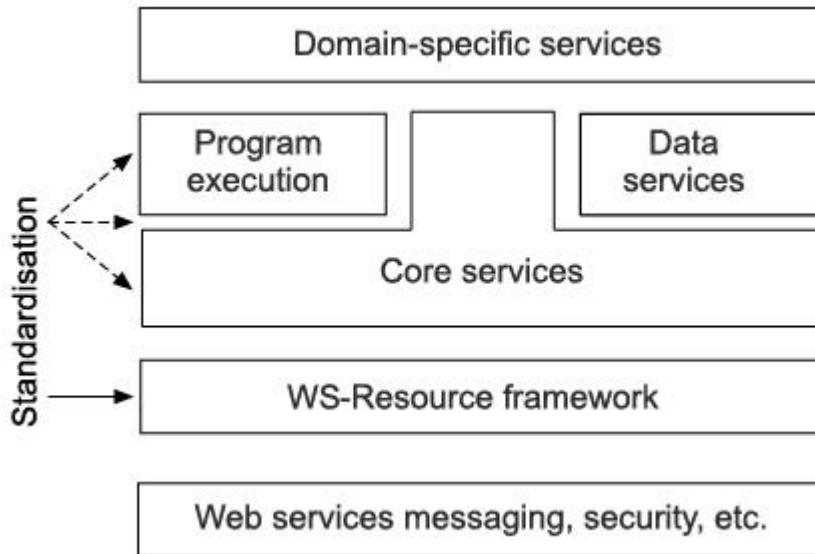 Domain-specific services
Program
execution
Data
services
Standardisation
Core services
WS-Resource framework
Web services messaging, security, etc.